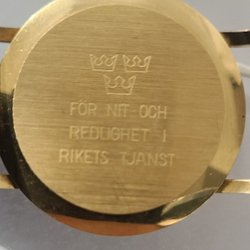 FÖR NIT OCH
REDLIGHET I
RIKETS TJÄNST